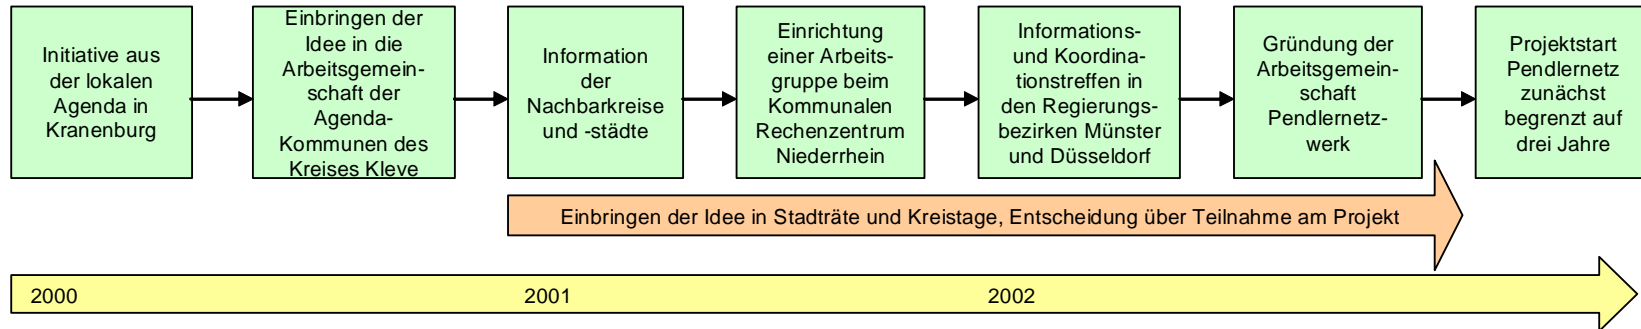 Initiative aus
der lokalen
Agenda in
Kranenburg
Einbringen der
Idee in die
Arbeitsgemein-
schaft der
Agenda-
Kommunen des
Kreises Kleve
Information
der
Nachbarkreise
und -städte
Einrichtung
einer Arbeits-
gruppe beim
Kommunalen
Rechenzentrum
Niederrhein
Informations-
und Koordina-
tionstreffen in
den Regierungs-
bezirken Münster
und Düsseldorf
Gründung der
Arbeitsgemein-
schaft
Pendlernetz-
werk
Projektstart
Pendlernetz
zunächst
begrenzt auf
drei Jahre
Einbringen der Idee in Stadträte und Kreistage, Entscheidung über Teilnahme am Projekt
2000
2001
2002